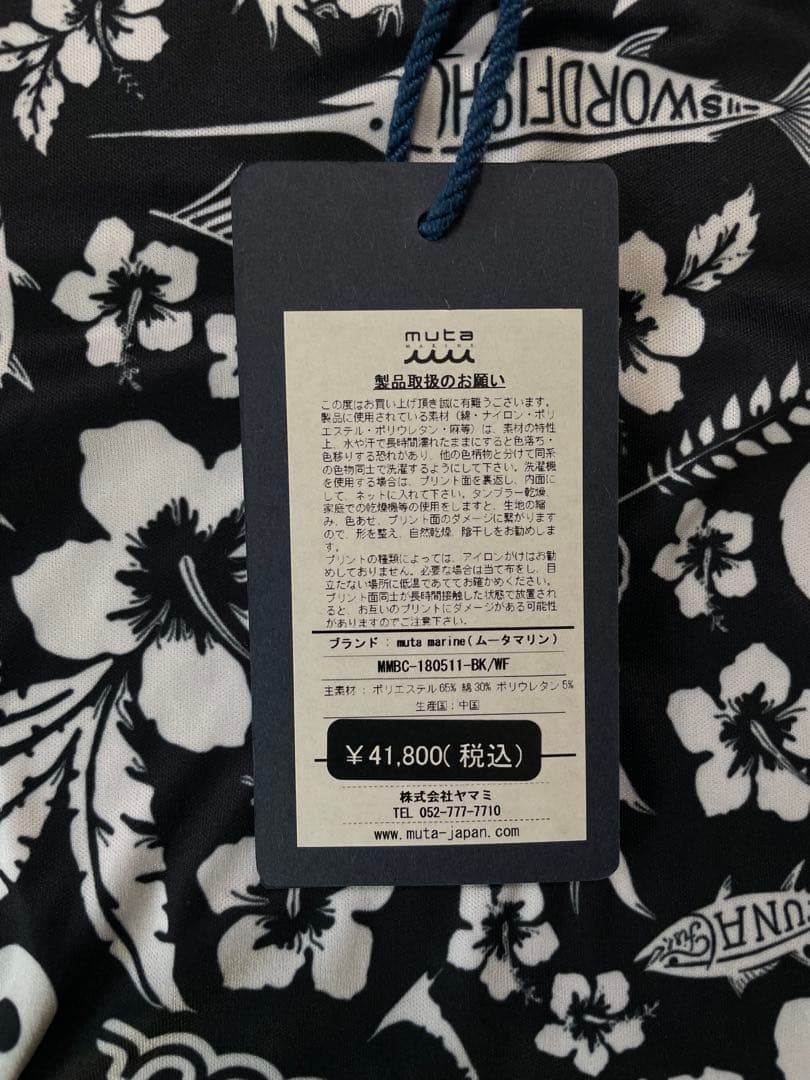 SWORDFISH
muta
MARINE
製品取扱のお願い
この度はお買い上げ頂き誠に有難うございます。
製品に使用されている素材（綿・ナイロン・ポリ
エステル・ポリウレタン・麻等）は、素材の特性
上、水や汗で長時間濡れたままにすると色落ち・
色移りする恐れがあり、他の色柄物と分けて同系
の色物同士で洗濯するようにして下さい。洗濯機
を使用する場合は、プリント面を裏返し、内面に
して、ネットに入れて下さい。タンブラー乾燥、
家庭での乾燥機等の使用をしますと、生地の縮
み、色あせ、プリント面のダメージに繋がります
ので、形を整え、自然乾燥、陰干しをお勧めしま
す。
プリントの種類によっては、アイロンがけはお勧
めしておりません。必要な場合は当て布をし、目
立たない場所に低温であててお確かめください。
プリント面同士が長時間接触した状態で放置され
ると、お互いのプリントにダメージがある可能性
がありますのでご注意下さい。
ブランド：muta marine(ムータマリン)
MMBC-180511-BK/WF
主素材：ポリエステル65% 綿30% ポリウレタン5%
生産国：中国
￥41,800(税込)
株式会社ヤマミ
TEL 052-777-7710
www.muta-japan.com
TUNA